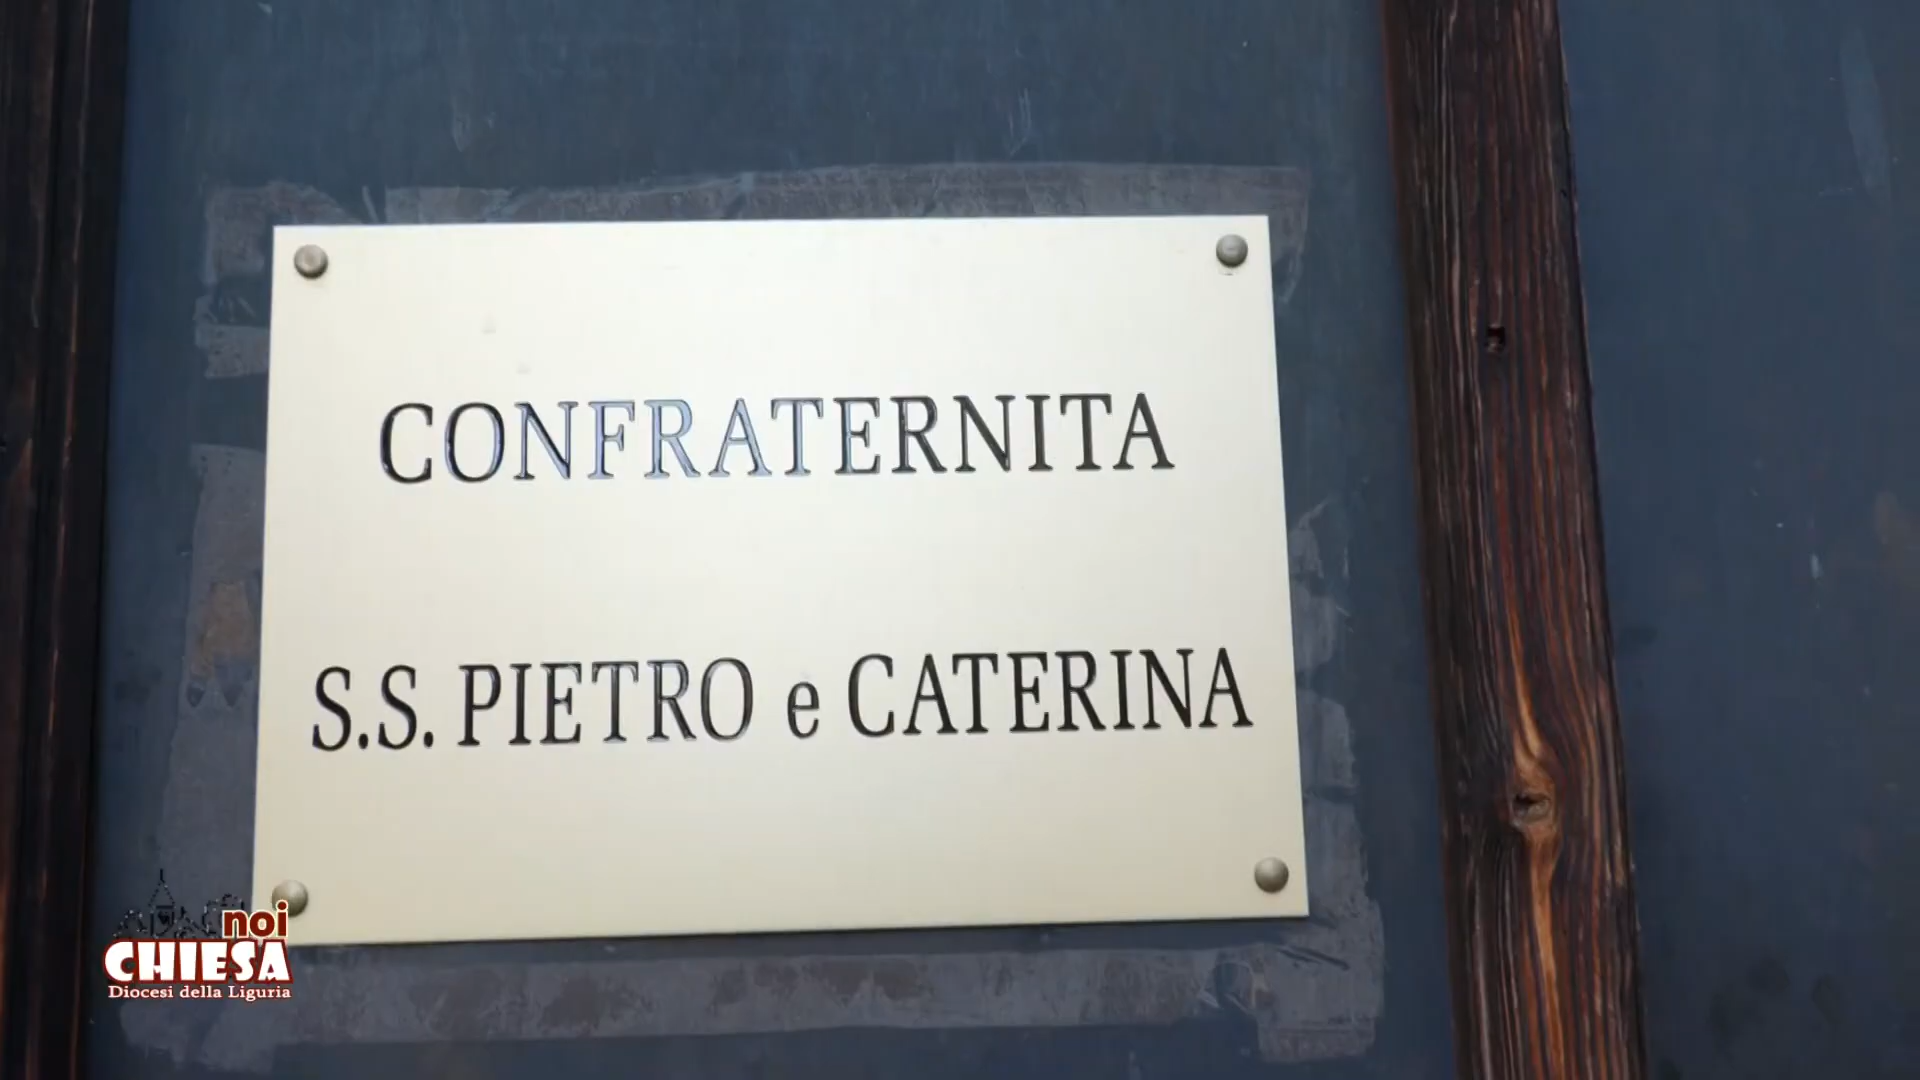 CONFRATERNITA
S.S. PIETRO e CATERINA
noi
CHIESA
Diocesi della Liguria